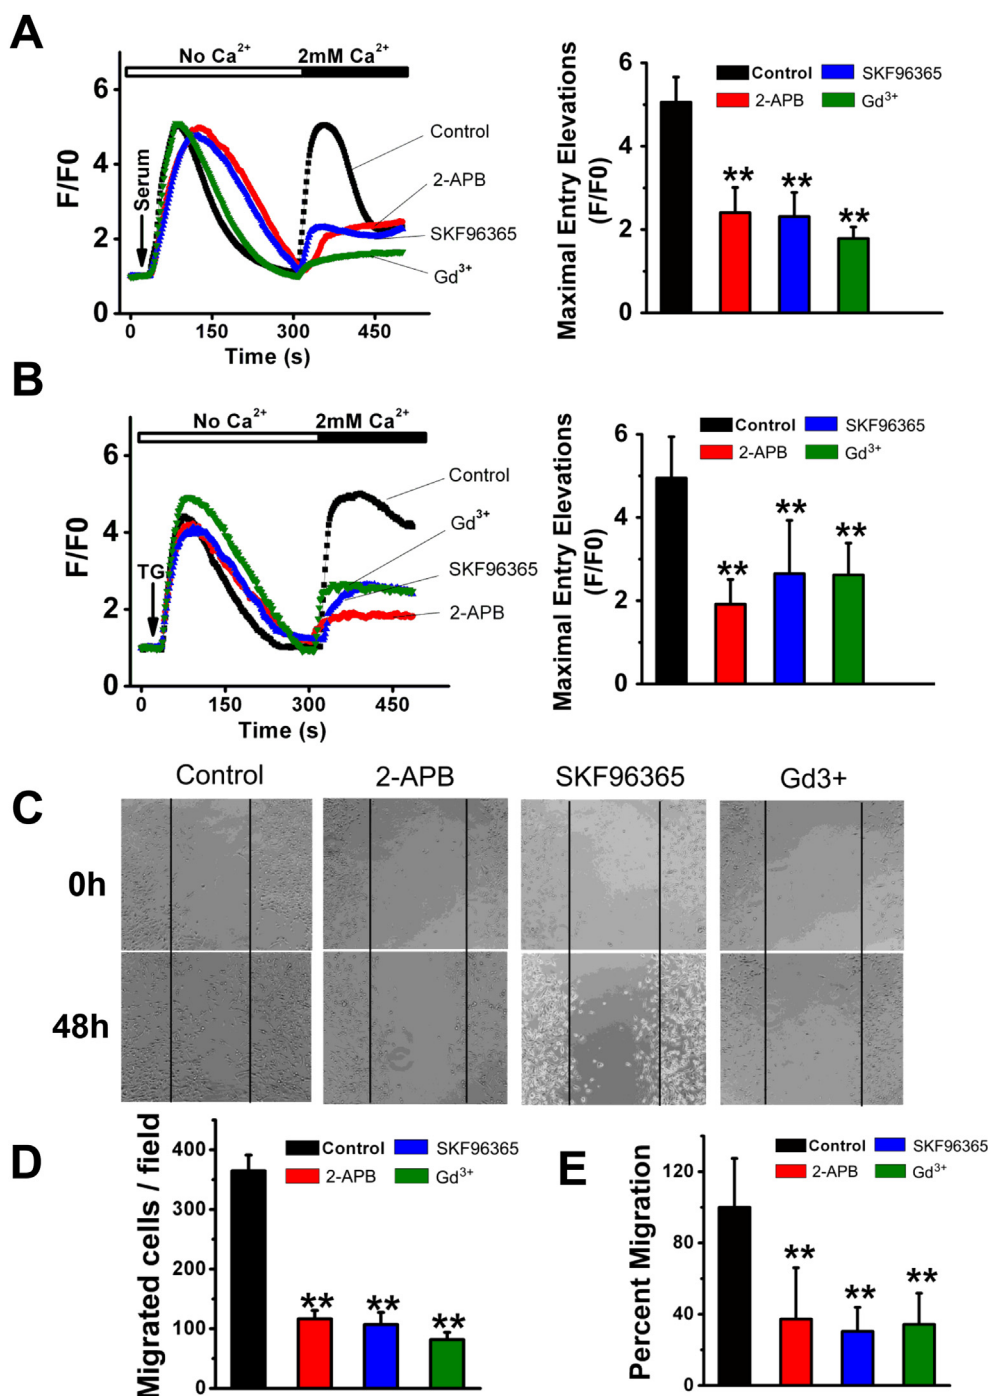 A
No Ca²⁺ 2mM Ca²⁺
6
4
2
0
F/F0
Serum
Control
2-APB
SKF96365
Gd³⁺
0 150 300 450
Time (s)
Maximal Entry Elevations
(F/F0)
Control SKF96365
2-APB Gd³⁺
6
4
2
0
** ** **
B
No Ca²⁺ 2mM Ca²⁺
6
4
2
0
F/F0
TG
Control
Gd³⁺
SKF96365
2-APB
0 150 300 450
Time (s)
Maximal Entry Elevations
(F/F0)
Control SKF96365
2-APB Gd³⁺
6
4
2
0
** ** **
C
Control 2-APB SKF96365 Gd3+
0h
48h
D
Migrated cells / field
400
300
200
100
0
Control SKF96365
2-APB Gd³⁺
** ** **
E
Percent Migration
120
80
40
0
Control SKF96365
2-APB Gd³⁺
** ** **